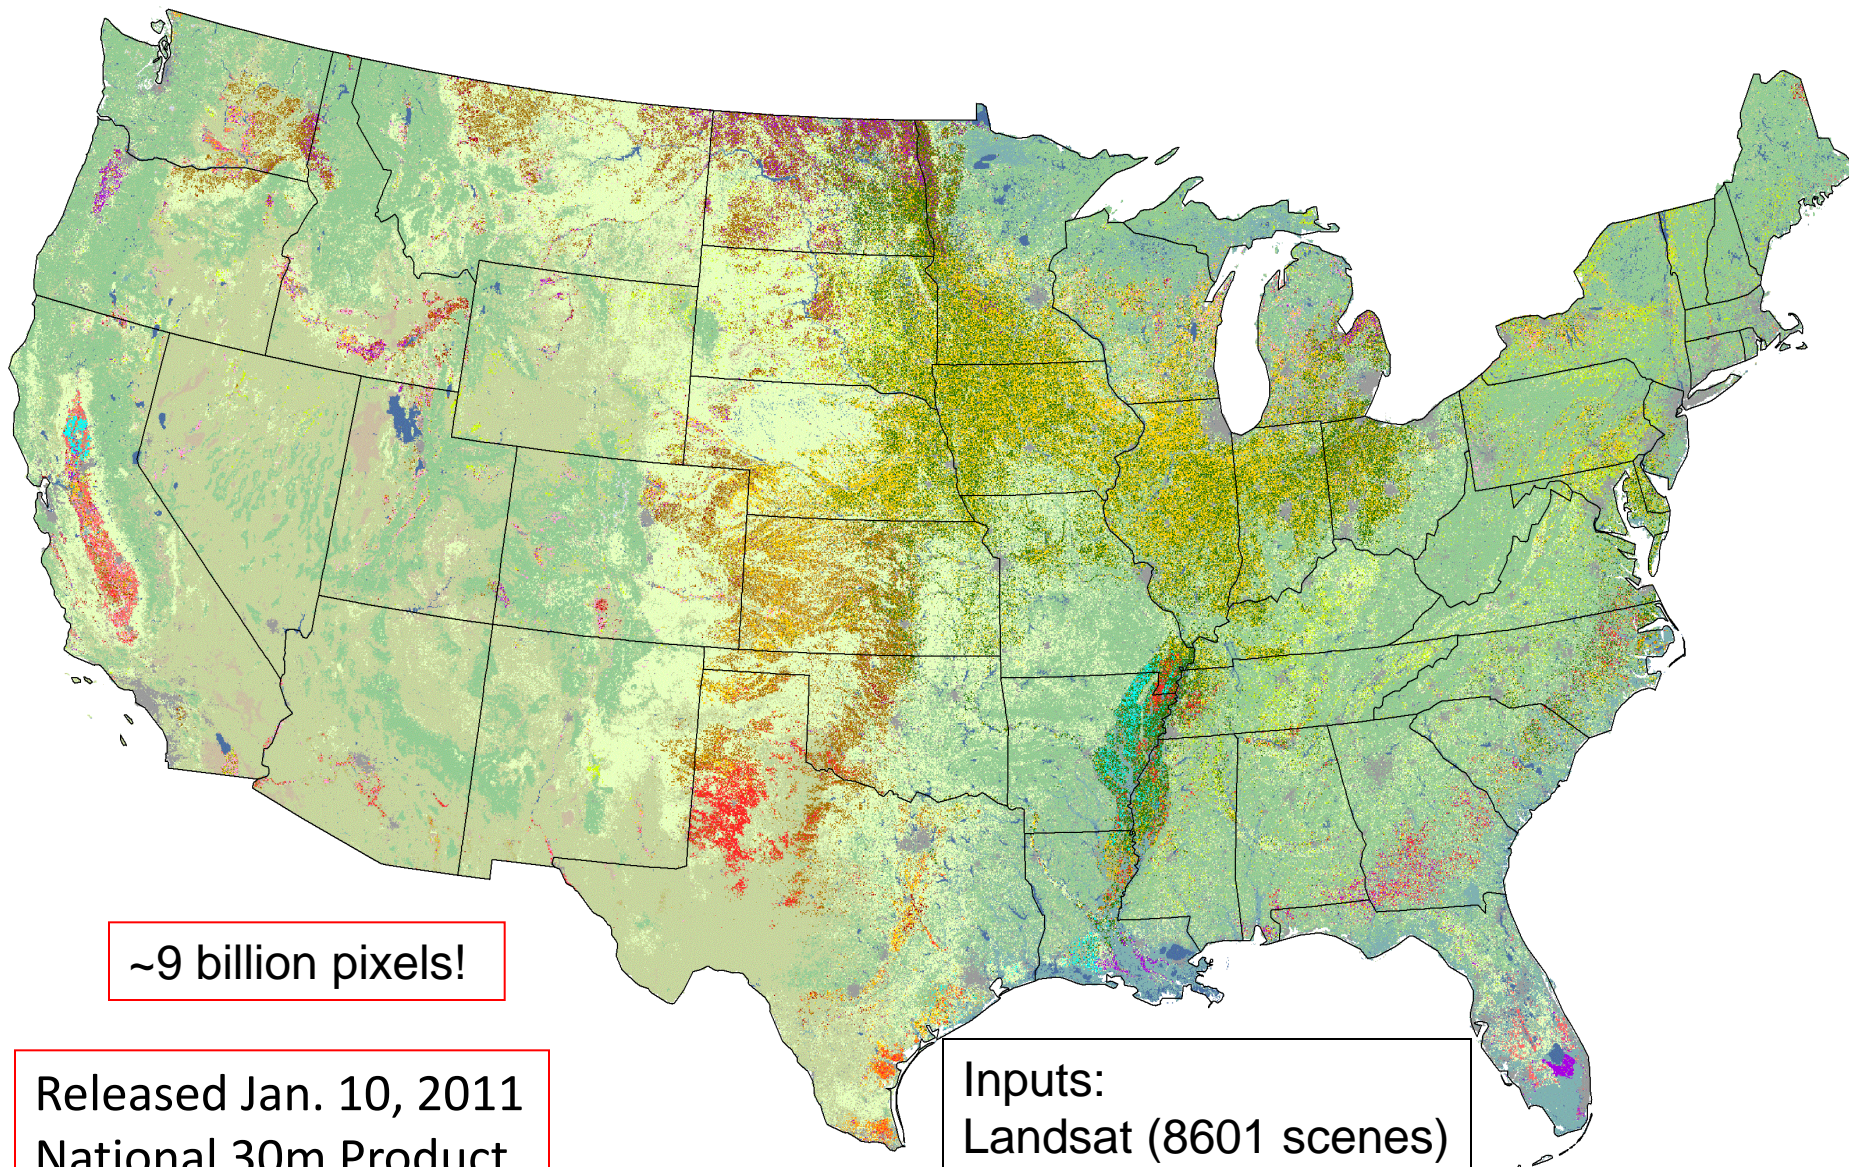 ~9 billion pixels!
Released Jan. 10, 2011
National 30m Product
Inputs:
Landsat (8601 scenes)